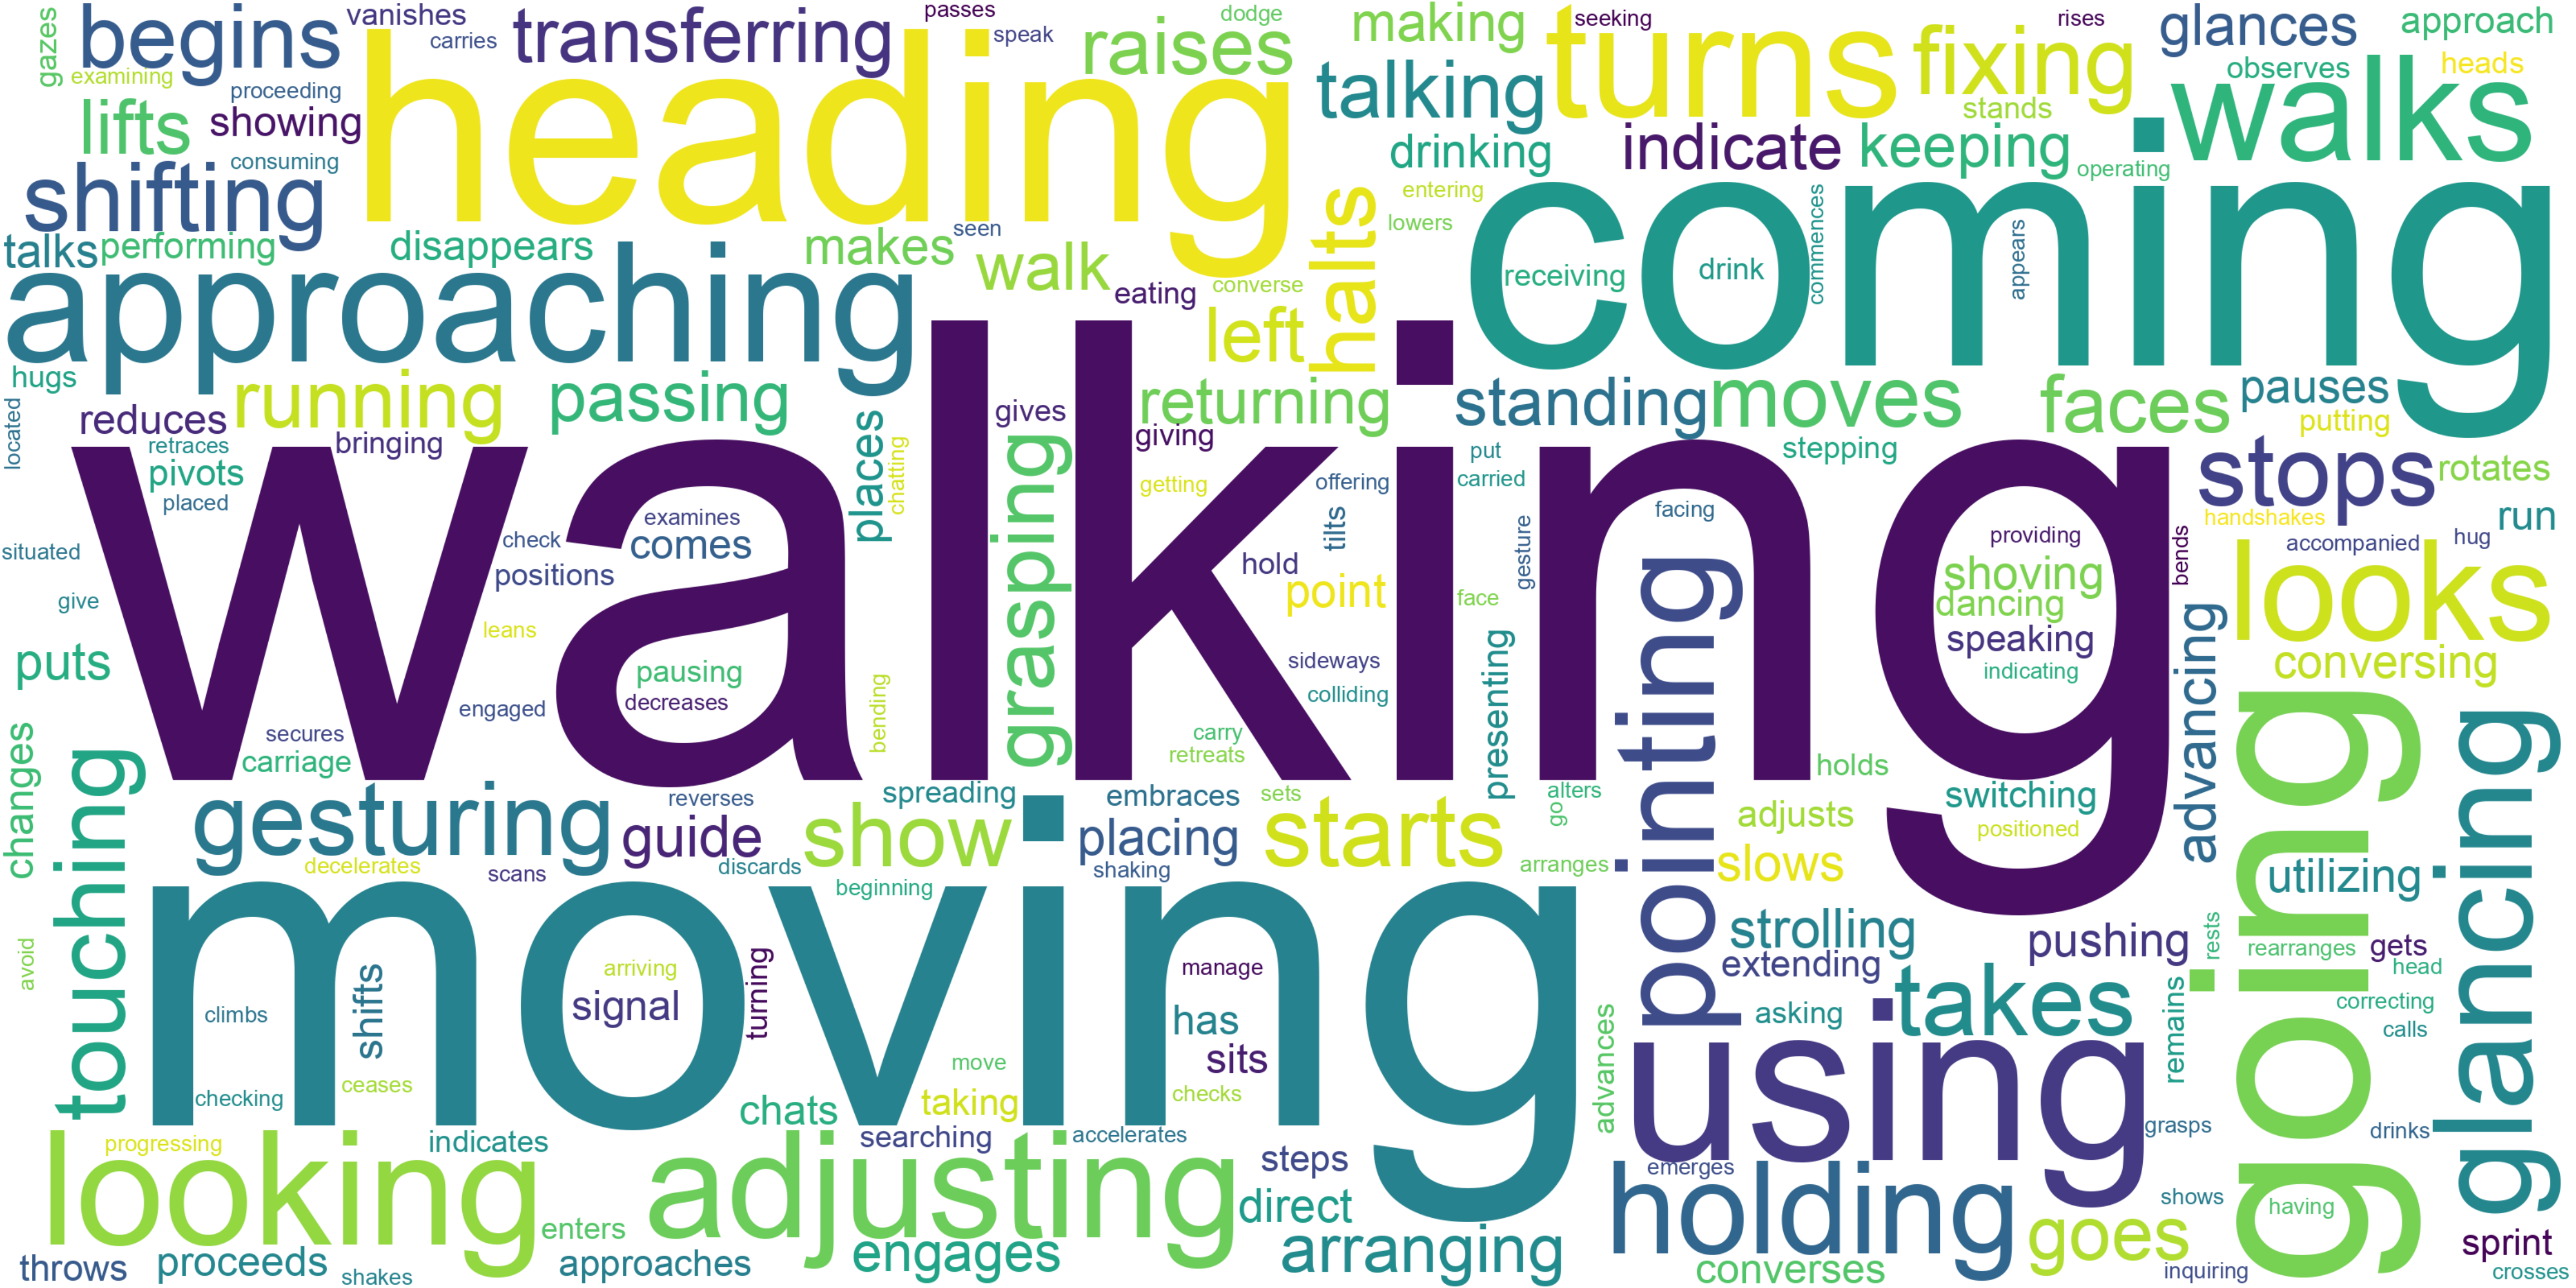 gazes
begins
vanishes
carries
transferring
passes
speak
dodge
raises
making
seeking
turns
rises
fixing
glances
approach
examining
proceeding
heading
talking
stands
observes
heads
walks
lifts
showing
consuming
drinking
indicate
keeping
operating
shifting
entering
lowers
halts
coming
talks
performing
disappears
makes
seen
walk
eating
converse
receiving
drink
commences
appears
approaching
left
hugs
running
passing
reduces
bringing
retraces
located
pivots
placed
places
chatting
gives
giving
returning
standing
moves
stepping
faces
pauses
putting
stops
rotates
handshakes
run
accompanied
hug
put
carried
getting
offering
tilts
grasping
walking
examines
check
comes
positions
situated
give
leans
hold
point
face
gesture
facing
providing
shoving
dancing
speaking
indicating
bends
looks
conversing
puts
pausing
decreases
engaged
bending
sideways
colliding
presenting
pointing
advancing
secures
carriage
changes
touching
carry
retreats
holds
switching
positioned
going
glancing
gesturing
reverses
guide
spreading
show
embraces
placing
sets
starts
alters
go
adjusts
slows
decelerates
scans
discards
beginning
shaking
arranges
utilizing
strolling
extending
pushing
rests
rearranges
gets
head
avoid
moving
arriving
signal
turning
manage
climbs
shifts
has
sits
asking
takes
remains
correcting
calls
checking
ceases
move
taking
checks
chats
advances
using
grasps
drinks
progressing
looking
indicates
searching
accelerates
adjusting
steps
emerges
holding
direct
shows
having
enters
engages
arranging
goes
sprint
throws
proceeds
shakes
approaches
converses
inquiring
crosses